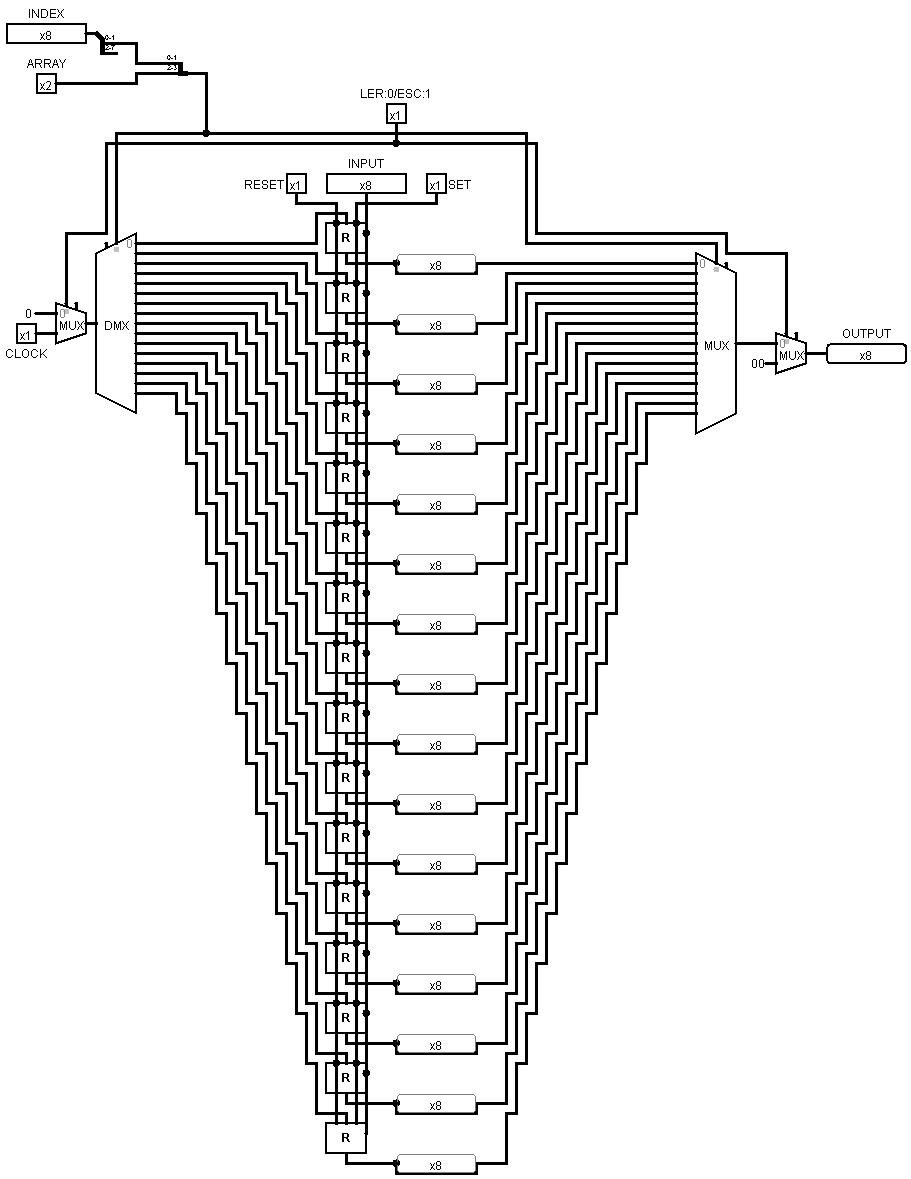 INDEX
x8
0-1
2-7
ARRAY
x2
0-1
2-3
LER:0/ESC:1
x1
RESET x1
INPUT
x8
x1 SET
R
0
0
x8
R
0
0
MUX
x1
CLOCK
DMX
x8
MUX
0
MUX
00
OUTPUT
x8
R
x8
R
x8
R
x8
R
x8
R
x8
R
x8
R
x8
R
x8
R
x8
R
x8
R
x8
R
x8
R
x8
R
x8